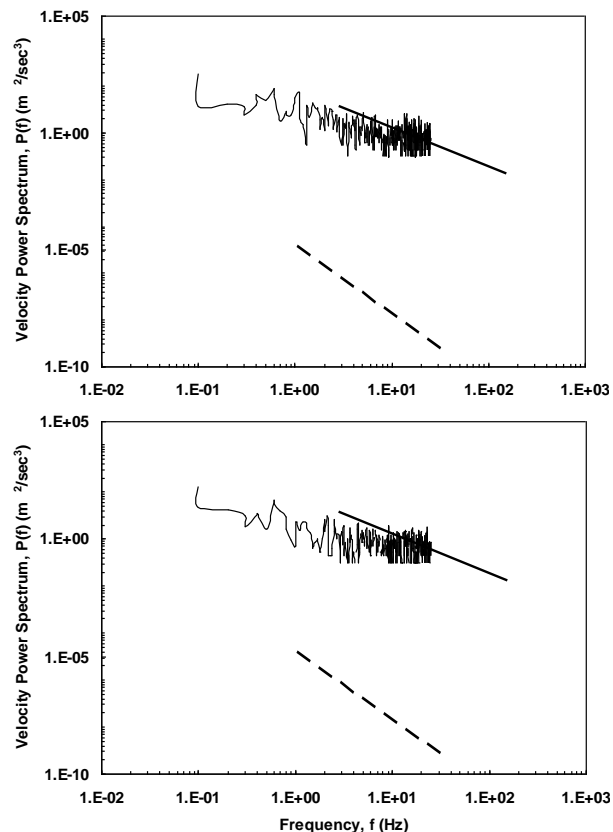 1.E+05
1.E+00
1.E-05
1.E-10
Velocity Power Spectrum, P(f) (m ²/sec³)
1.E-02 1.E-01 1.E+00 1.E+01 1.E+02 1.E+03
1.E+05
1.E+00
1.E-05
1.E-10
Velocity Power Spectrum, P(f) (m ²/sec³)
1.E-02 1.E-01 1.E+00 1.E+01 1.E+02 1.E+03
Frequency, f (Hz)